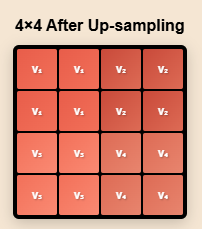 4×4 After Up-sampling
V₁ V₁ V₂ V₂
V₁ V₁ V₂ V₂
V₃ V₃ V₄ V₄
V₃ V₃ V₄ V₄